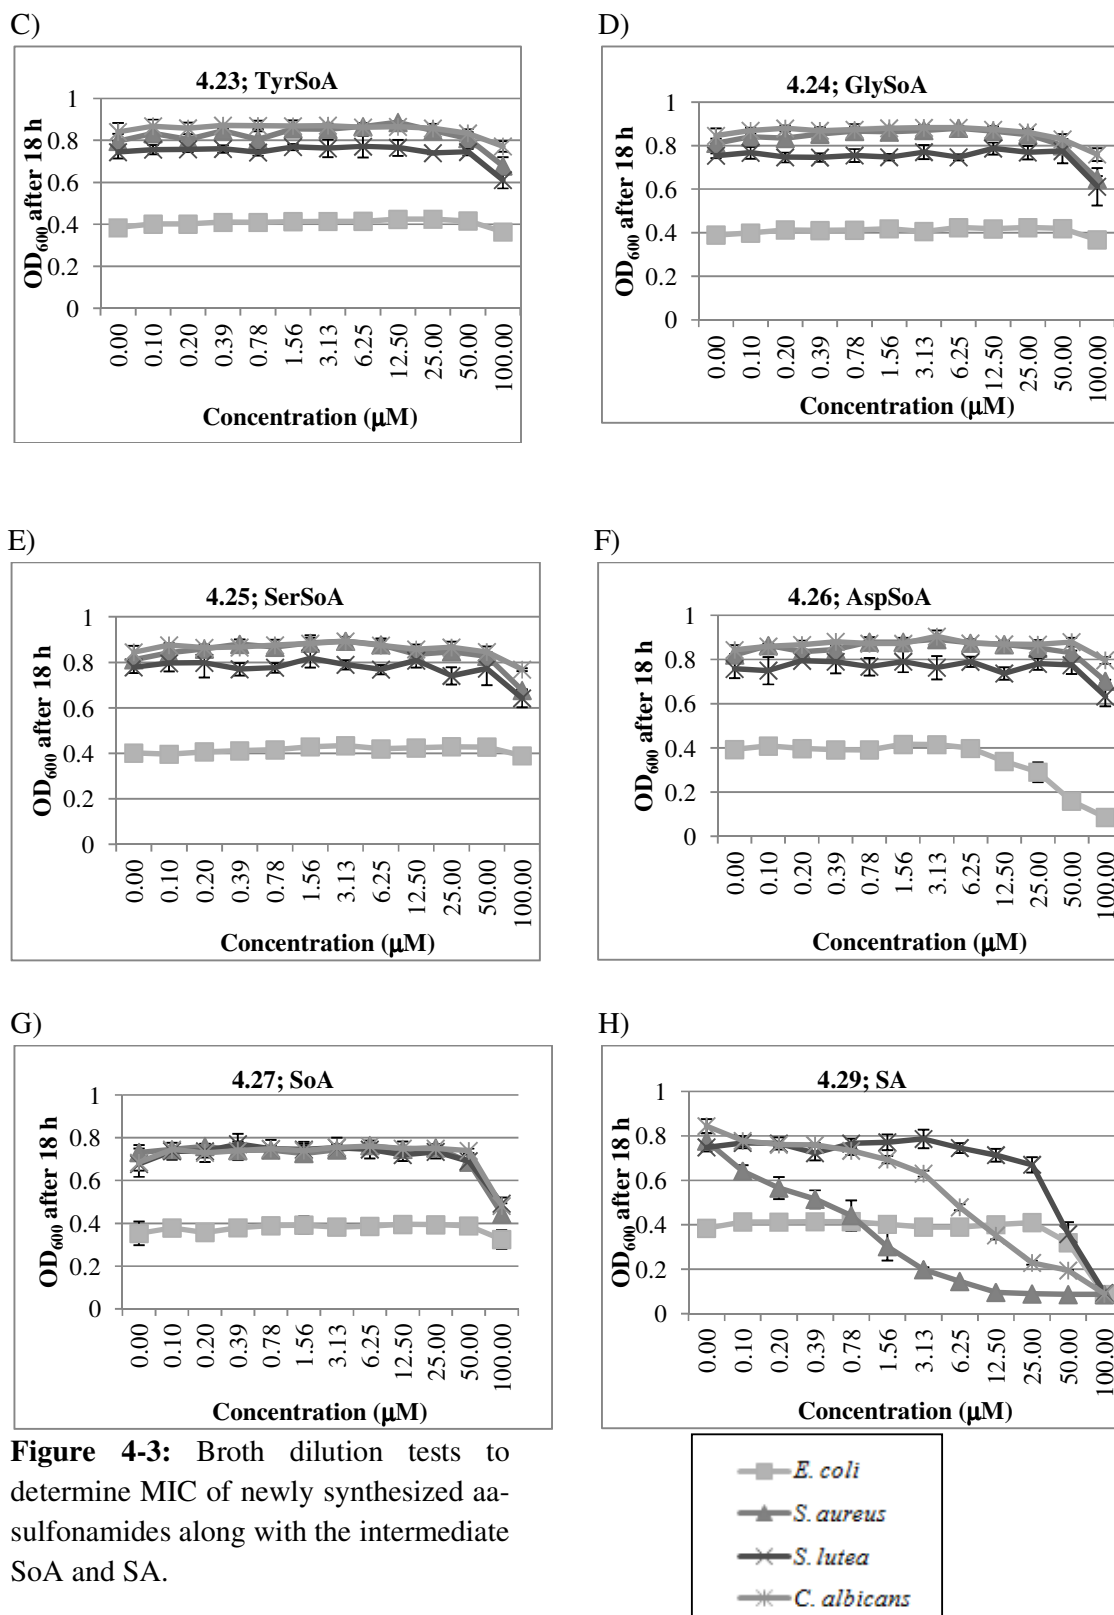 C)
4.23; TyrSoA
OD600 after 18 h
1
0.8
0.6
0.4
0.2
0
0.00 0.10 0.20 0.39 0.78 1.56 3.13 6.25 12.50 25.00 50.00 100.00
Concentration (µM)
D)
4.24; GlySoA
OD600 after 18 h
1
0.8
0.6
0.4
0.2
0
0.00 0.10 0.20 0.39 0.78 1.56 3.13 6.25 12.50 25.00 50.00 100.00
Concentration (µM)
E)
4.25; SerSoA
OD600 after 18 h
1
0.8
0.6
0.4
0.2
0
0.00 0.10 0.20 0.39 0.78 1.56 3.13 6.25 12.50 25.00 50.00 100.00
Concentration (µM)
F)
4.26; AspSoA
OD600 after 18 h
1
0.8
0.6
0.4
0.2
0
0.00 0.10 0.20 0.39 0.78 1.56 3.13 6.25 12.50 25.00 50.00 100.00
Concentration (µM)
G)
4.27; SoA
OD600 after 18 h
1
0.8
0.6
0.4
0.2
0
0.00 0.10 0.20 0.39 0.78 1.56 3.13 6.25 12.50 25.00 50.00 100.00
Concentration (µM)
H)
4.29; SA
OD600 after 18 h
1
0.8
0.6
0.4
0.2
0
0.00 0.10 0.20 0.29 0.78 1.56 3.13 6.25 12.50 25.00 50.00 100.00
Concentration (µM)
Figure 4-3: Broth dilution tests to
determine MIC of newly synthesized aa-
sulfonamides along with the intermediate
SoA and SA.
E. coli
S. aureus
S. lutea
C. albicans